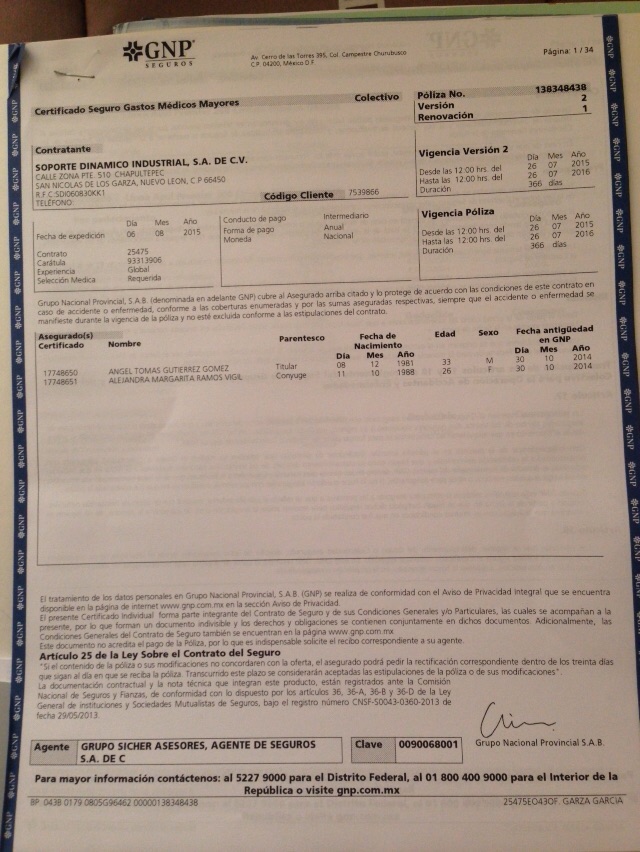 GNP
SEGUROS
Av. Cerro de las Torres 395, Col. Campestre Churubusco
C.P. 04200, México D.F.
Página: 1 / 34
Certificado Seguro Gastos Médicos Mayores
Colectivo
Póliza No. 138348438
Versión 2
Renovación 1
Contratante
SOPORTE DINAMICO INDUSTRIAL, S.A. DE C.V.
CALLE ZONA PTE. 510 CHAPULTEPEC
SAN NICOLAS DE LOS GARZA, NUEVO LEON, C.P 66450
R.F.C:SDI060830KK1
TELÉFONO:
Código Cliente 7539866
Vigencia Versión 2
Día Mes Año
Desde las 12:00 hrs. del 26 07 2015
Hasta las 12:00 hrs. del 26 07 2016
Duración 366 días
Día Mes Año
Fecha de expedición 06 08 2015
Contrato 25475
Carátula 93313906
Experiencia Global
Selección Medica Requerida
Conducto de pago Intermediario
Forma de pago Anual
Moneda Nacional
Vigencia Póliza
Día Mes Año
Desde las 12:00 hrs. del 26 07 2015
Hasta las 12:00 hrs. del 26 07 2016
Duración 366 días
Grupo Nacional Provincial, S.A.B. (denominada en adelante GNP) cubre al Asegurado arriba citado y lo protege de acuerdo con las condiciones de este contrato en
caso de accidente o enfermedad, conforme a las coberturas enumeradas y por las sumas aseguradas respectivas, siempre que el accidente o enfermedad se
manifieste durante la vigencia de la póliza y no esté excluida conforme a las estipulaciones del contrato.
Asegurado(s)
Certificado Nombre Parentesco Fecha de Nacimiento Edad Sexo Fecha antigüedad en GNP
Día Mes Año Día Mes Año
17748650 ANGEL TOMAS GUTIERREZ GOMEZ Titular 08 12 1981 33 M 30 10 2014
17748651 ALEJANDRA MARGARITA RAMOS VIGIL Conyuge 11 10 1988 26 F 30 10 2014
El tratamiento de los datos personales en Grupo Nacional Provincial, S.A.B. (GNP) se realiza de conformidad con el Aviso de Privacidad Integral que se encuentra
disponible en la página de internet www.gnp.com.mx en la sección Aviso de Privacidad.
El presente Certificado Individual forma parte integrante del Contrato de Seguro y de sus Condiciones Generales y/o Particulares, las cuales se acompañan a la
presente, por lo que forman un documento indivisible y los derechos y obligaciones se contienen conjuntamente en dichos documentos. Adicionalmente, las
Condiciones Generales del Contrato de Seguro también se encuentran en la página www.gnp.com.mx
Este documento no acredita el pago de la Póliza, por lo que es indispensable solicite el recibo correspondiente a su agente.
Artículo 25 de la Ley Sobre el Contrato del Seguro
"Si el contenido de la póliza o sus modificaciones no concordaren con la oferta, el asegurado podrá pedir la rectificación correspondiente dentro de los treinta días
que sigan al día en que se reciba la póliza. Transcurrido este plazo se considerarán aceptadas las estipulaciones de la póliza o de sus modificaciones".
La documentación contractual y la nota técnica que integran este producto, están registrados ante la Comisión
Nacional de Seguros y Fianzas, de conformidad con lo dispuesto por los artículos 36, 36-A, 36-B y 36-D de la Ley
General de instituciones y Sociedades Mutualistas de Seguros, bajo el registro número CNSF-S0043-0360-2013 de
fecha 29/05/2013.
Grupo Nacional Provincial S.A.B.
Agente GRUPO SICHER ASESORES, AGENTE DE SEGUROS
S.A. DE C
Clave 0090068001
Para mayor información contáctenos: al 5227 9000 para el Distrito Federal, al 01 800 400 9000 para el Interior de la
República o visite gnp.com.mx
BP 043B 0179 0805G96462 00000138348438
25475EO43OF. GARZA GARCIA